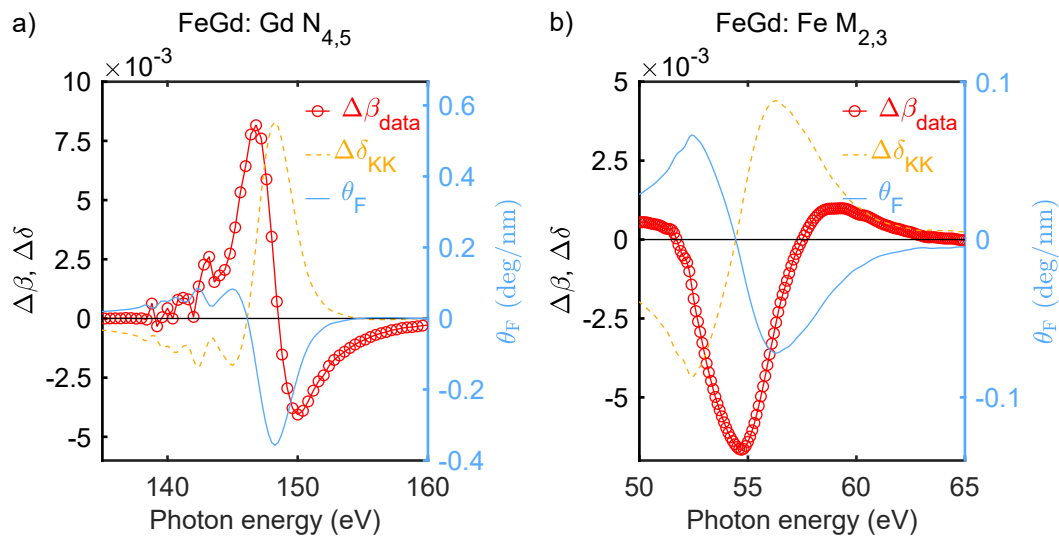 a)
FeGd: Gd N4,5
×10-3
10
7.5
5
2.5
0
-2.5
-5
Δβ, Δδ
140
150
160
Photon energy (eV)
0.6
0.4
0.2
0
-0.2
-0.4
θF (deg/nm)
Δβdata
ΔδKK
θF
b)
FeGd: Fe M2,3
×10-3
5
2.5
0
-2.5
-5
Δβ, Δδ
50
55
60
65
Photon energy (eV)
0.1
0
-0.1
θF (deg/nm)
Δβdata
ΔδKK
θF